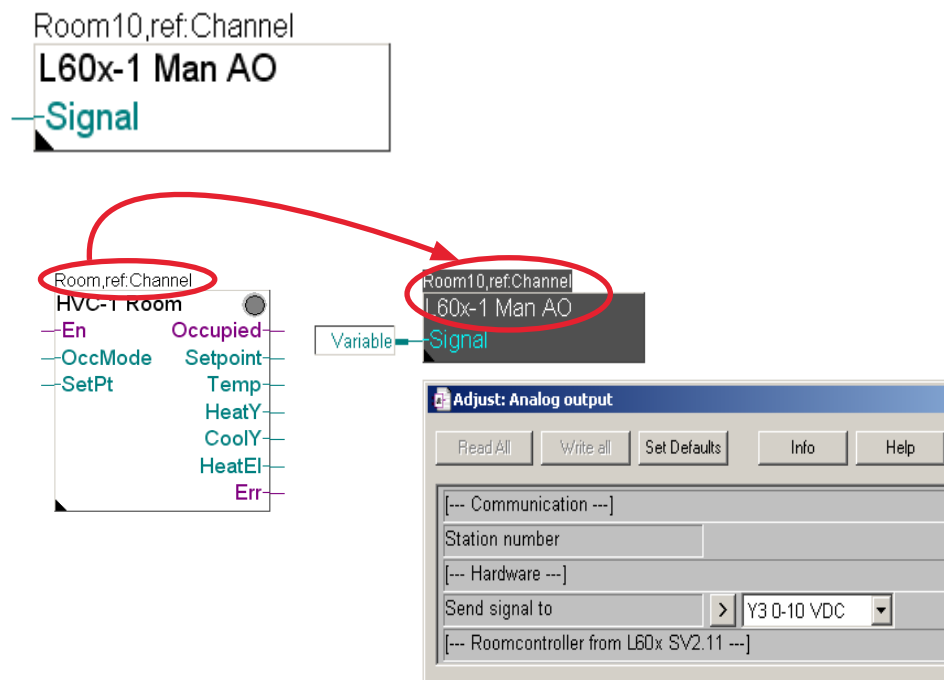 Room10,ref:Channel
L60x-1 Man AO
Signal
Room,ref:Channel
HVC-1 Room
En Occupied
OccMode Setpoint
SetPt Temp
HeatY
CoolY
HeatEl
Err
Room10,ref:Channel
L60x-1 Man AO
Variable Signal
Adjust: Analog output
Read All Write all Set Defaults Info Help
[--- Communication ---]
Station number
[--- Hardware ---]
Send signal to > Y3 0-10 VDC
[--- Roomcontroller from L60x SV2.11 ---]